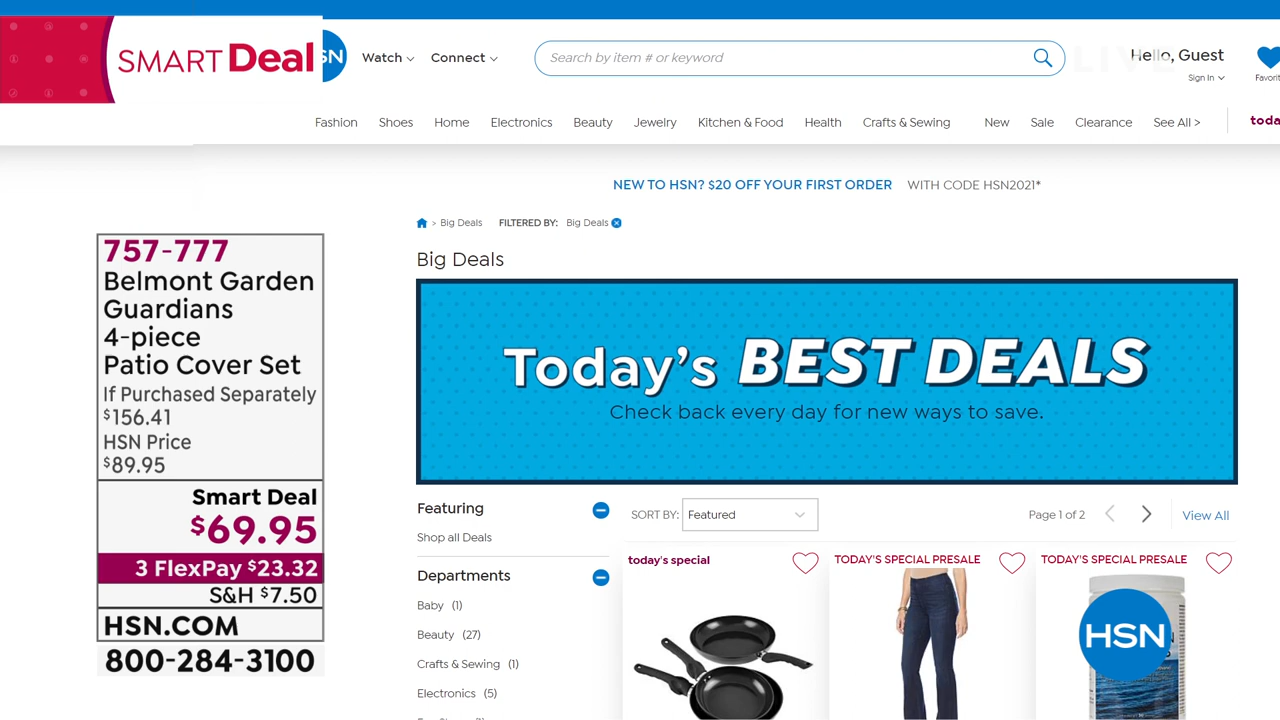 SMART Deal
SN
Watch
Connect
Search by item # or keyword
LIVE
Hello, Guest
Sign In
Favorit
Fashion
Shoes
Home
Electronics
Beauty
Jewelry
Kitchen & Food
Health
Crafts & Sewing
New
Sale
Clearance
See All >
toda
NEW TO HSN? $20 OFF YOUR FIRST ORDER WITH CODE HSN2021*
> Big Deals FILTERED BY: Big Deals
Big Deals
757-777
Belmont Garden
Guardians
4-piece
Patio Cover Set
If Purchased Separately
$156.41
HSN Price
$89.95
Smart Deal
$69.95
3 FlexPay $23.32
S&H $7.50
HSN.COM
800-284-3100
Today's BEST DEALS
Check back every day for new ways to save.
Featuring
Shop all Deals
Departments
Baby (1)
Beauty (27)
Crafts & Sewing (1)
Electronics (5)
SORT BY: Featured
Page 1 of 2
View All
today's special
TODAY'S SPECIAL PRESALE
TODAY'S SPECIAL PRESALE
HSN